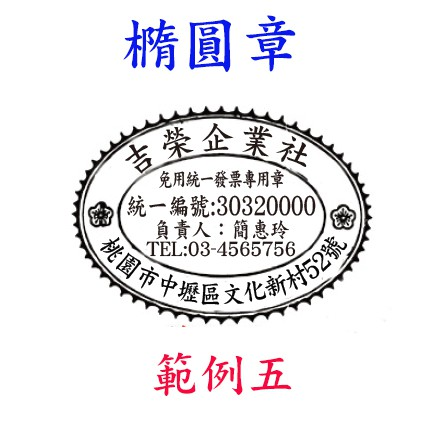 橢圓章
吉榮企業社
免用統一發票專用章
統一編號:30320000
負責人：簡惠玲
TEL:03-4565756
桃園市中壢區文化新村52號
範例五